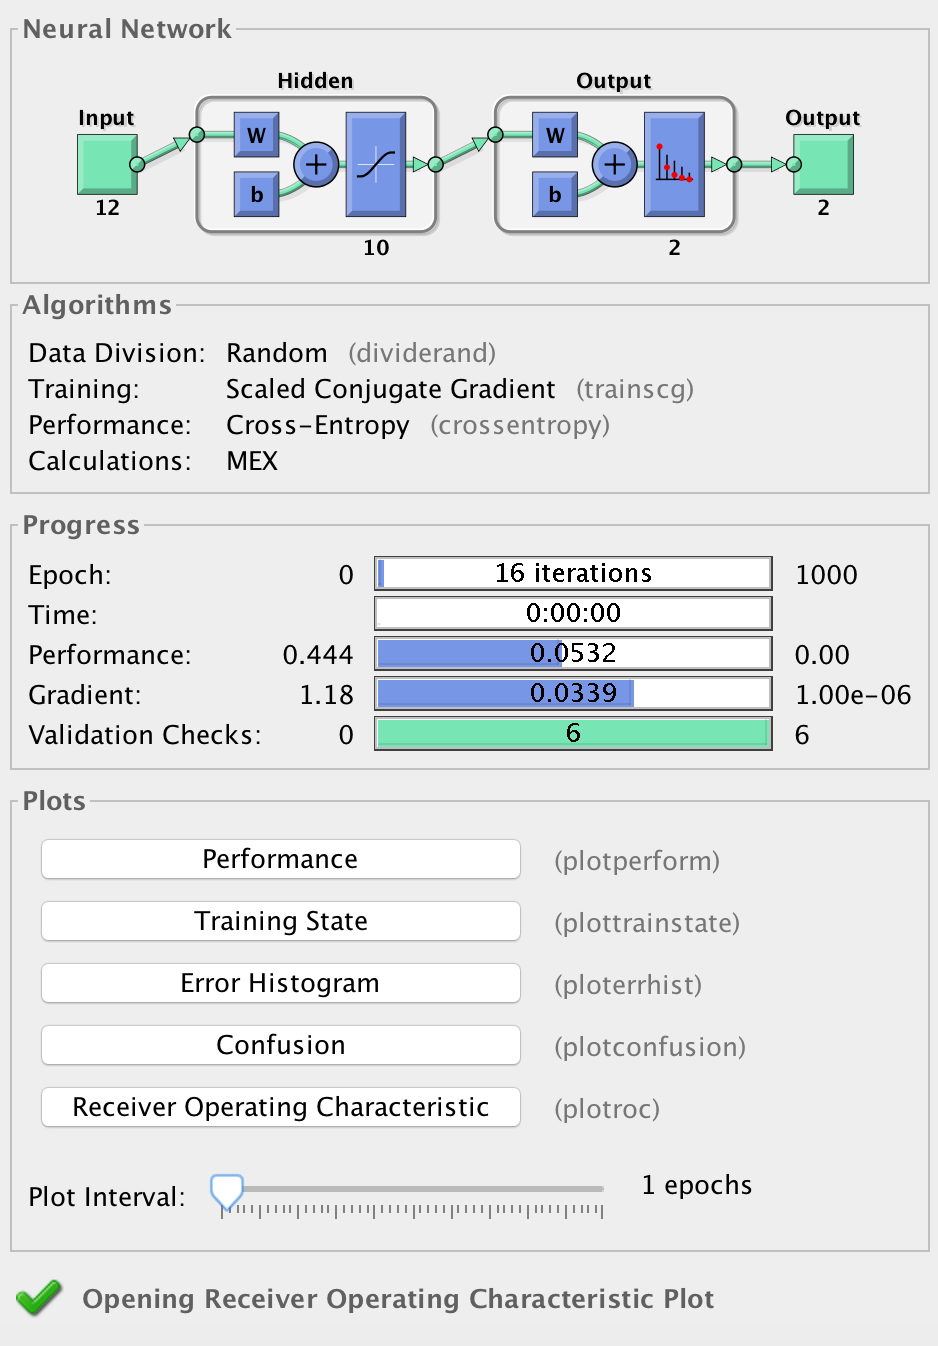 Neural Network
Hidden
Output
Input
Output
W
b
+
W
b
+
12
10
2
2
Algorithms
Data Division: Random (dividerand)
Training: Scaled Conjugate Gradient (trainscg)
Performance: Cross-Entropy (crossentropy)
Calculations: MEX
Progress
Epoch: 0 16 iterations 1000
Time: 0:00:00
Performance: 0.444 0.0532 0.00
Gradient: 1.18 0.0339 1.00e-06
Validation Checks: 0 6 6
Plots
Performance (plotperform)
Training State (plottrainstate)
Error Histogram (ploterrhist)
Confusion (plotconfusion)
Receiver Operating Characteristic (plotroc)
Plot Interval: 1 epochs
Opening Receiver Operating Characteristic Plot